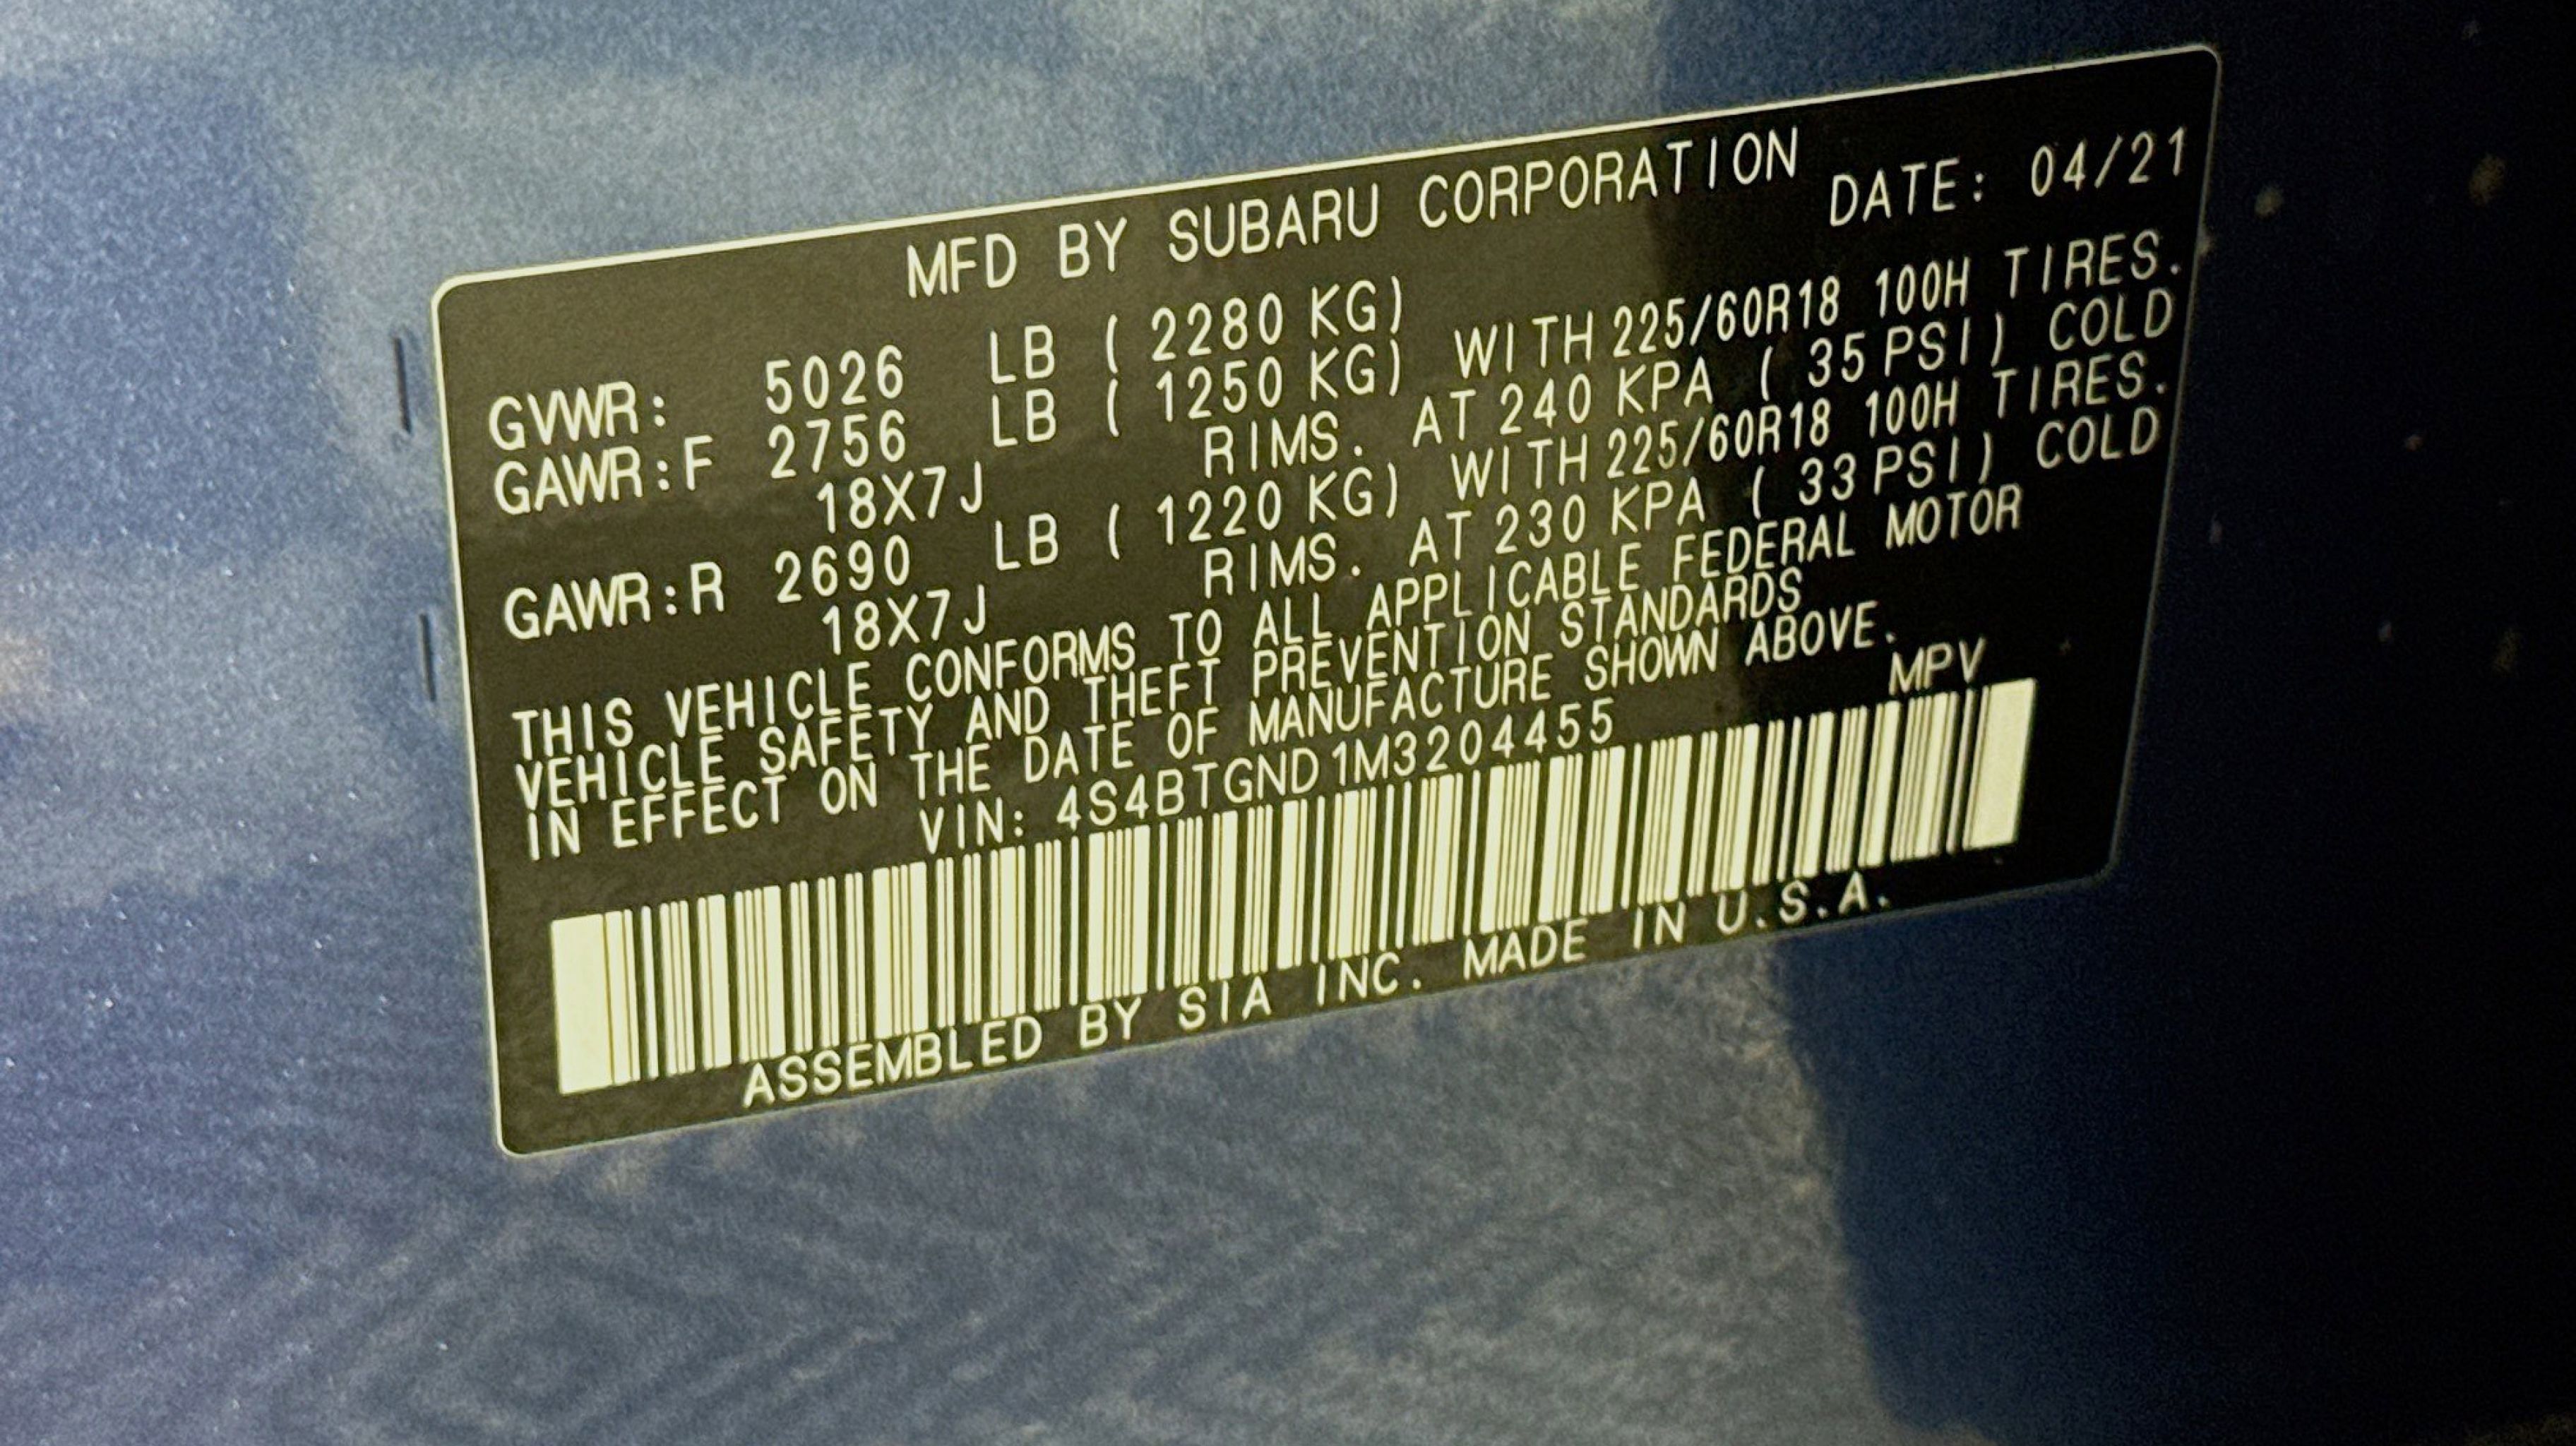 MFD BY SUBARU CORPORATION
DATE: 04/21
GVWR: 5026 LB ( 2280 KG)
GAWR:F 2756 LB ( 1250 KG) WITH 225/60R18 100H TIRES.
18X7J RIMS. AT 240 KPA ( 35 PSI) COLD
GAWR:R 2690 LB ( 1220 KG) WITH 225/60R18 100H TIRES.
18X7J RIMS. AT 230 KPA ( 33 PSI) COLD
THIS VEHICLE CONFORMS TO ALL APPLICABLE FEDERAL MOTOR
VEHICLE SAFETY AND THEFT PREVENTION STANDARDS
IN EFFECT ON THE DATE OF MANUFACTURE SHOWN ABOVE.
VIN: 4S4BTGND1M3204455 MPV
ASSEMBLED BY SIA INC. MADE IN U.S.A.